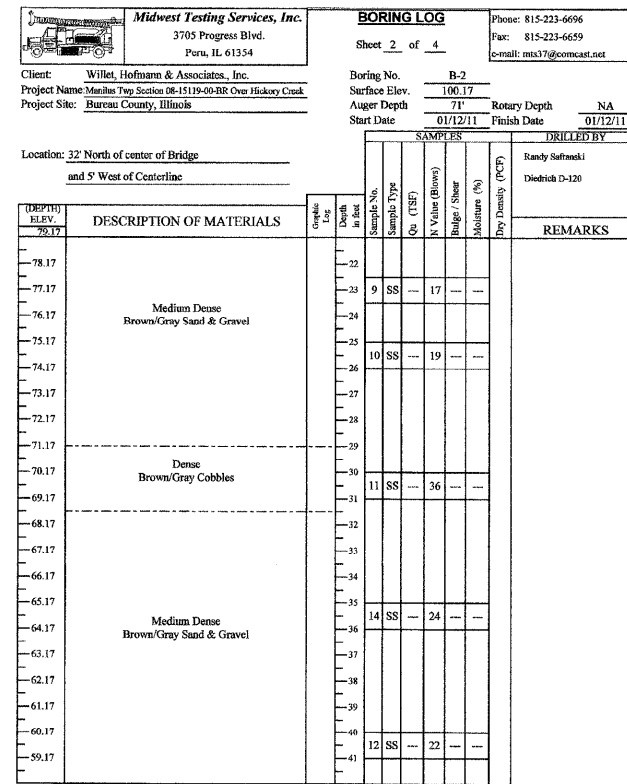 Midwest Testing Services, Inc.
3705 Progress Blvd.
Peru, IL 61354
BORING LOG
Sheet 2 of 4
Phone: 815-223-6696
Fax: 815-223-6659
e-mail: mts37@comcast.net
Client: Willet, Hofmann & Associates., Inc.
Project Name: Manlius Twp Section 08-15119-00-BR Over Hickory Creek
Project Site: Bureau County, Illinois
Boring No. B-2
Surface Elev. 100.17
Auger Depth 71' Rotary Depth NA
Start Date 01/12/11 Finish Date 01/12/11
SAMPLES DRILLED BY
Location: 32' North of center of Bridge
and 5' West of Centerline
Randy Safranski
Diedrich D-120
(DEPTH) ELEV. DESCRIPTION OF MATERIALS Graphic Log Depth in feet Sample No. Sample Type Qu (TSF) N Value (Blows) Bulge / Shear Moisture (%) Dry Density (PCF) REMARKS
79.17
78.17 22
77.17 23 9 SS --- 17 --- ---
Medium Dense
76.17 24
Brown/Gray Sand & Gravel
75.17 25
10 SS --- 19 --- ---
74.17 26
73.17 27
72.17 28
71.17 29
Dense
70.17 30
Brown/Gray Cobbles
11 SS --- 36 --- ---
69.17 31
68.17 32
67.17 33
66.17 34
65.17 35
Medium Dense
14 SS --- 24 --- ---
64.17 36
Brown/Gray Sand & Gravel
63.17 37
62.17 38
61.17 39
60.17 40
12 SS --- 22 --- ---
59.17 41